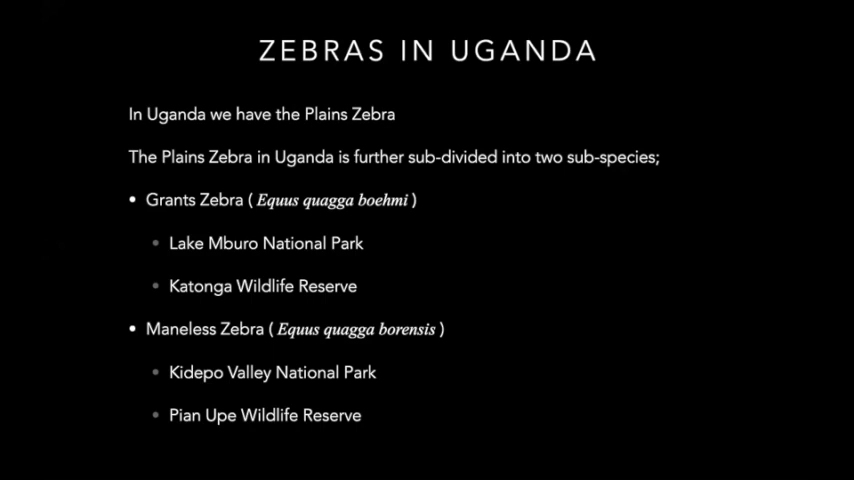 ZEBRAS IN UGANDA
In Uganda we have the Plains Zebra
The Plains Zebra in Uganda is further sub-divided into two sub-species;
• Grants Zebra ( Equus quagga boehmi )
• Lake Mburo National Park
• Katonga Wildlife Reserve
• Maneless Zebra ( Equus quagga borensis )
• Kidepo Valley National Park
• Pian Upe Wildlife Reserve